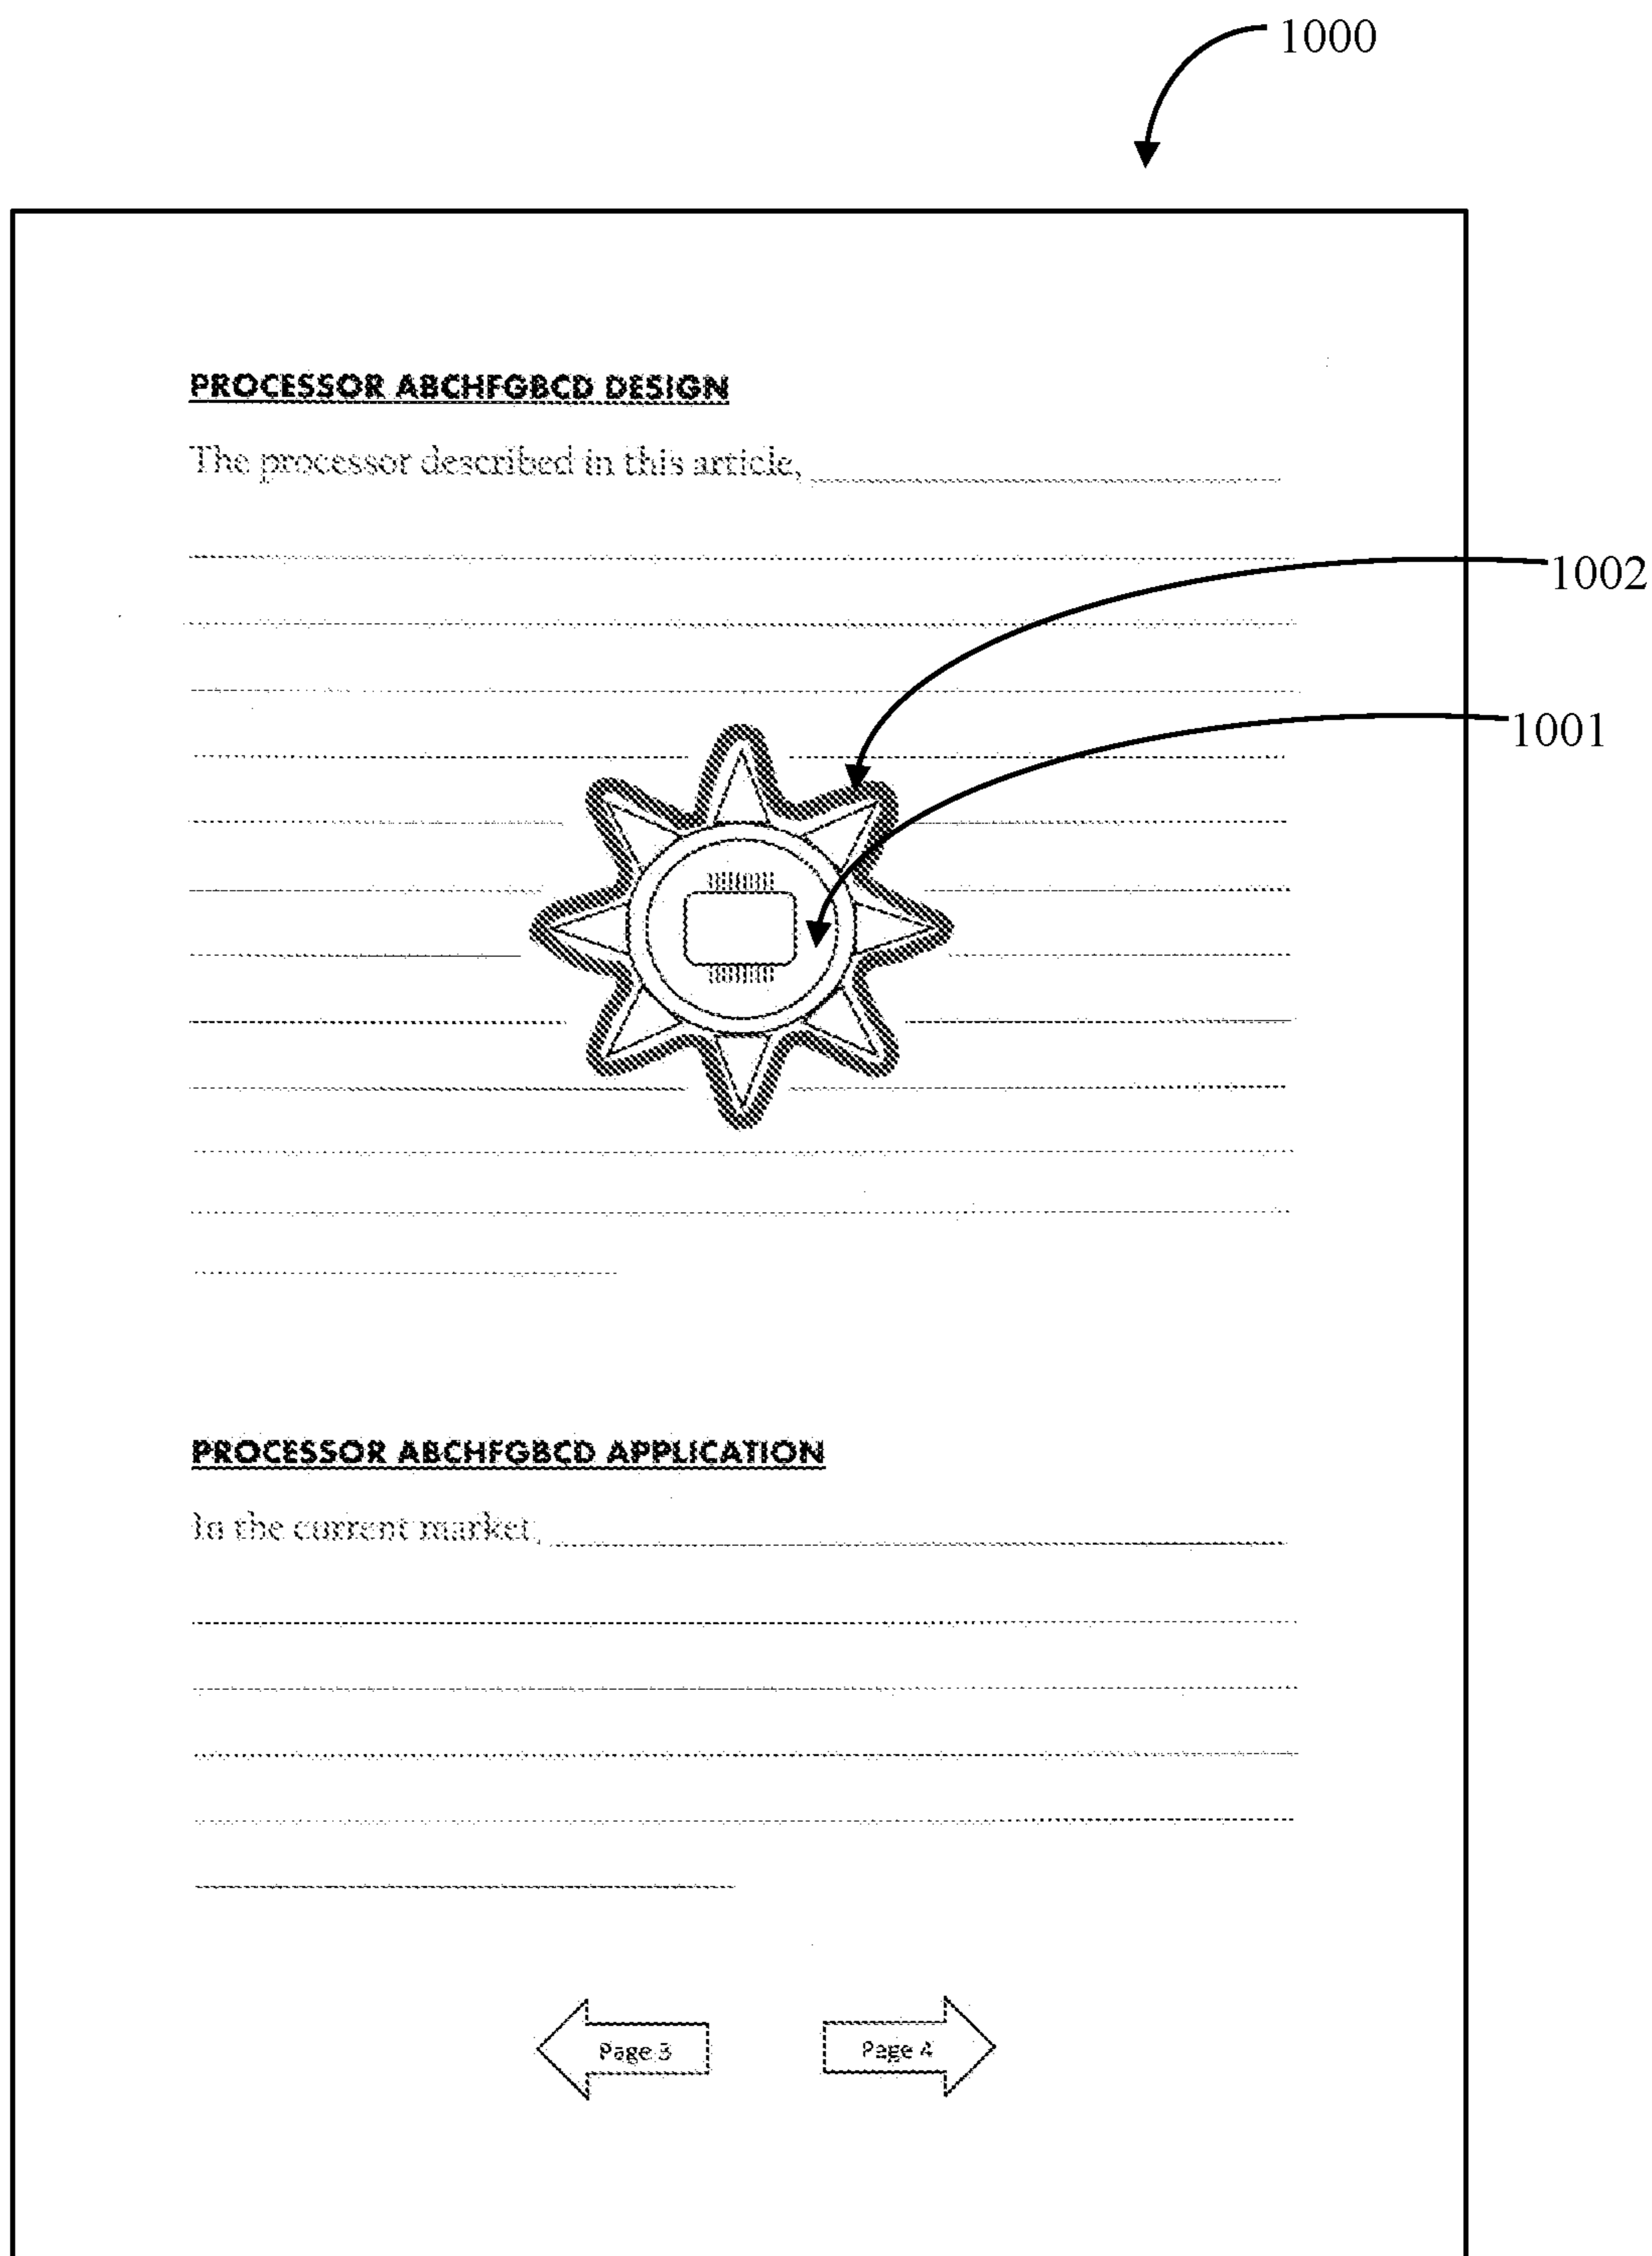 1000
PROCESSOR ABCHFGBCD DESIGN
The processor described in this article,
1002
1001
PROCESSOR ABCHFGBCD APPLICATION
In the current market,
Page 3
Page 4